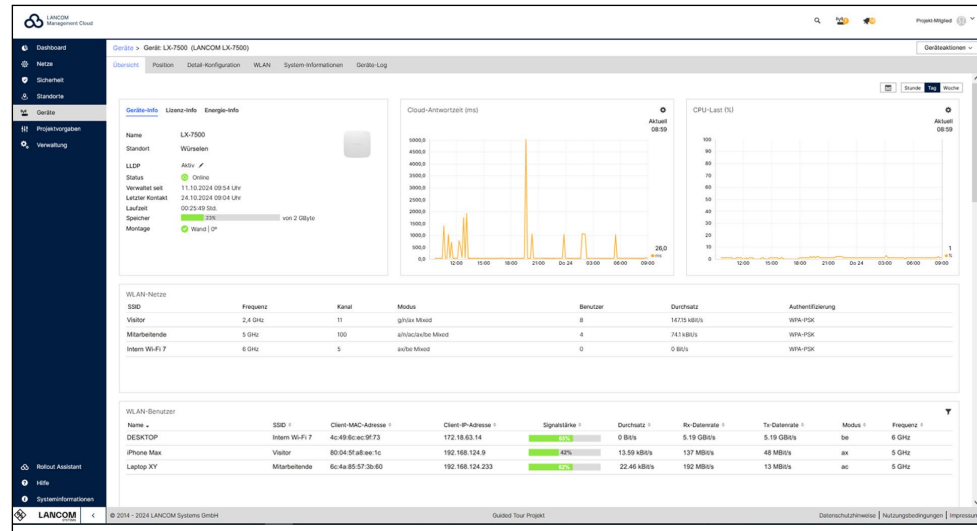 LANCOM
Management Cloud
Projekt-Mitglied
Dashboard
Netze
Sicherheit
Standorte
Geräte
Projektvorgaben
Verwaltung
Rollout Assistant
Hilfe
Systeminformationen
LANCOM
SYSTEMS
Geräte > Gerät: LX-7500 (LANCOM LX-7500)
Geräteaktionen
Übersicht Position Detail-Konfiguration WLAN System-Informationen Geräte-Log
Stunde Tag Woche
Geräte-Info Lizenz-Info Energie-Info
Name LX-7500
Standort Würselen
LLDP Aktiv
Status Online
Verwaltet seit 11.10.2024 09:54 Uhr
Letzter Kontakt 24.10.2024 09:04 Uhr
Laufzeit 00:25:49 Std.
Speicher 23% von 2 GByte
Montage Wand | 0°
Cloud-Antwortzeit (ms)
Aktuell
08:59
5000,0
4500,0
4000,0
3500,0
3000,0
2500,0
2000,0
1500,0
1000,0
500,0
0,0
26,0
ms
12:00 15:00 18:00 21:00 Do 24 03:00 06:00 09:00
CPU-Last (%)
Aktuell
08:59
100
90
80
70
60
50
40
30
20
10
0
1
%
12:00 15:00 18:00 21:00 Do 24 03:00 06:00 09:00
WLAN-Netze
SSID Frequenz Kanal Modus Benutzer Durchsatz Authentifizierung
Visitor 2,4 GHz 11 g/n/ax Mixed 8 147.15 kBit/s WPA-PSK
Mitarbeitende 5 GHz 100 a/n/ac/ax/be Mixed 4 74.1 kBit/s WPA-PSK
Intern Wi-Fi 7 6 GHz 5 ax/be Mixed 0 0 Bit/s WPA-PSK
WLAN-Benutzer
Name SSID Client-MAC-Adresse Client-IP-Adresse Signalstärke Durchsatz Rx-Datenrate Tx-Datenrate Modus Frequenz
DESKTOP Intern Wi-Fi 7 4c:49:6c:ec:9f:73 172.18.63.14 0 Bit/s 5.19 GBit/s 5.19 GBit/s be 6 GHz
iPhone Max Visitor 80:04:5f:a8:ee:1c 192.168.124.9 42% 13.59 kBit/s 137 MBit/s 48 MBit/s ax 5 GHz
Laptop XY Mitarbeitende 6c:4a:85:57:3b:60 192.168.124.233 62% 22.46 kBit/s 192 MBit/s 13 MBit/s ac 5 GHz
© 2014 - 2024 LANCOM Systems GmbH Guided Tour Projekt Datenschutzhinweise | Nutzungsbedingungen | Impressum